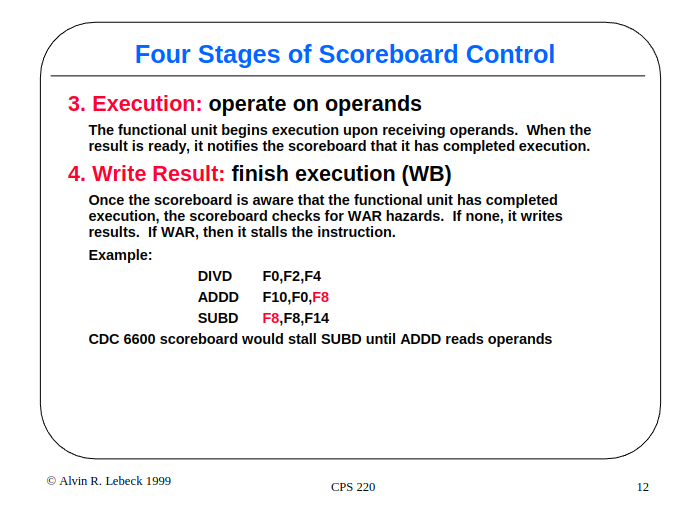 Four Stages of Scoreboard Control
3. Execution: operate on operands
The functional unit begins execution upon receiving operands.  When the
result is ready, it notifies the scoreboard that it has completed execution.
4. Write Result: finish execution (WB)
Once the scoreboard is aware that the functional unit has completed
execution, the scoreboard checks for WAR hazards.  If none, it writes
results.  If WAR, then it stalls the instruction.
Example:
DIVD F0,F2,F4
ADDD F10,F0,F8
SUBD F8,F8,F14
CDC 6600 scoreboard would stall SUBD until ADDD reads operands
© Alvin R. Lebeck 1999
CPS 220
12